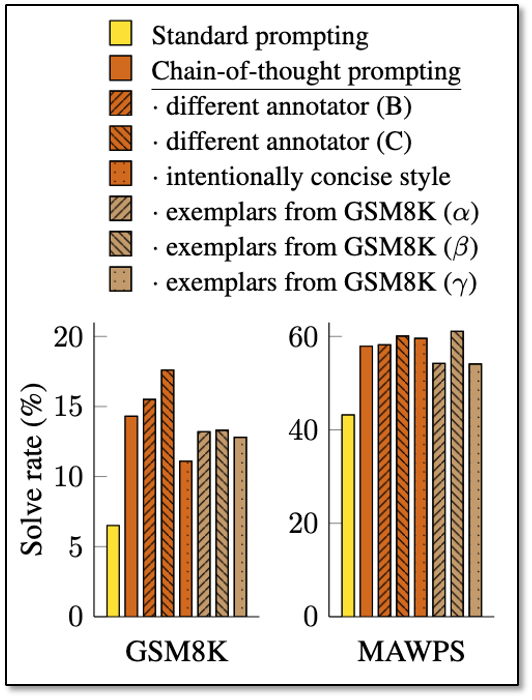 Standard prompting
Chain-of-thought prompting
· different annotator (B)
· different annotator (C)
· intentionally concise style
· exemplars from GSM8K (α)
· exemplars from GSM8K (β)
· exemplars from GSM8K (γ)
Solve rate (%)
20
15
10
5
0
GSM8K
60
40
20
0
MAWPS